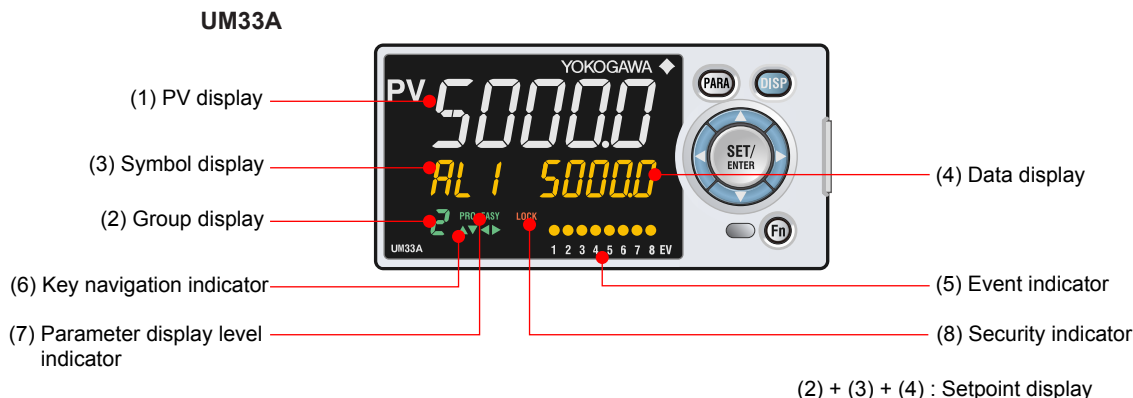 UM33A
YOKOGAWA
PV 5000.0
PARA
DISP
(1) PV display
(3) Symbol display
AL1 5000.0
SET/
ENTER
(4) Data display
(2) Group display
2 PRO EASY LOCK
UM33A
1 2 3 4 5 6 7 8 EV
Fn
(6) Key navigation indicator
(5) Event indicator
(7) Parameter display level
indicator
(8) Security indicator
(2) + (3) + (4) : Setpoint display